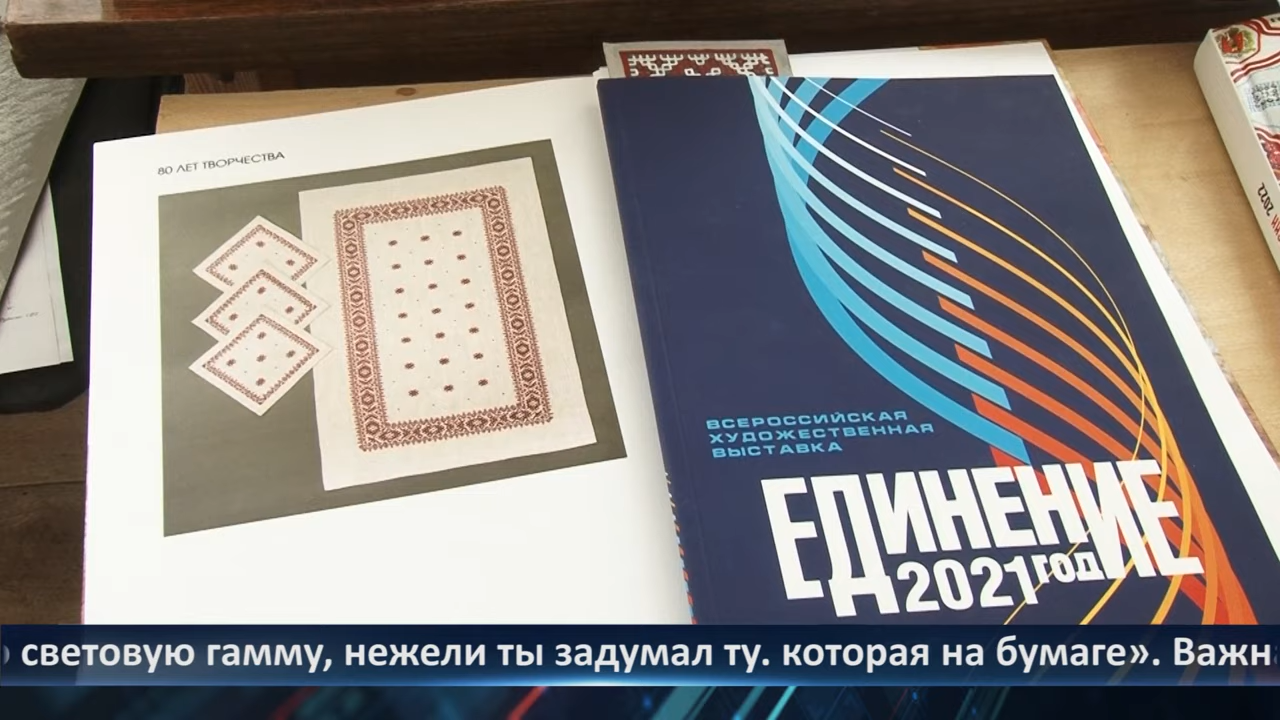 80 ЛЕТ ТВОРЧЕСТВА
ВСЕРОССИЙСКАЯ
ХУДОЖЕСТВЕННАЯ
ВЫСТАВКА
ЕДИНЕНИЕ
2021 ГОД
2022
световую гамму, нежели ты задумал ту. которая на бумаге». Важн